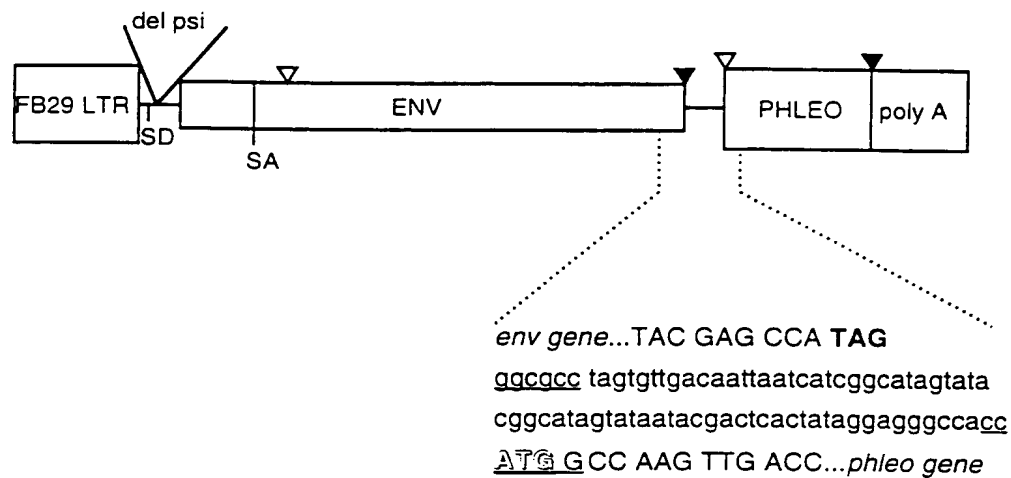 del psi
FB29 LTR
SD
SA
ENV
PHLEO
poly A
env gene...TAC GAG CCA TAG
ggcgcc tagtgttgacaattaatcatcggcatagtata
cggcatagtataatacgactcactataggagggccacc
ATG GCC AAG TTG ACC...phleo gene